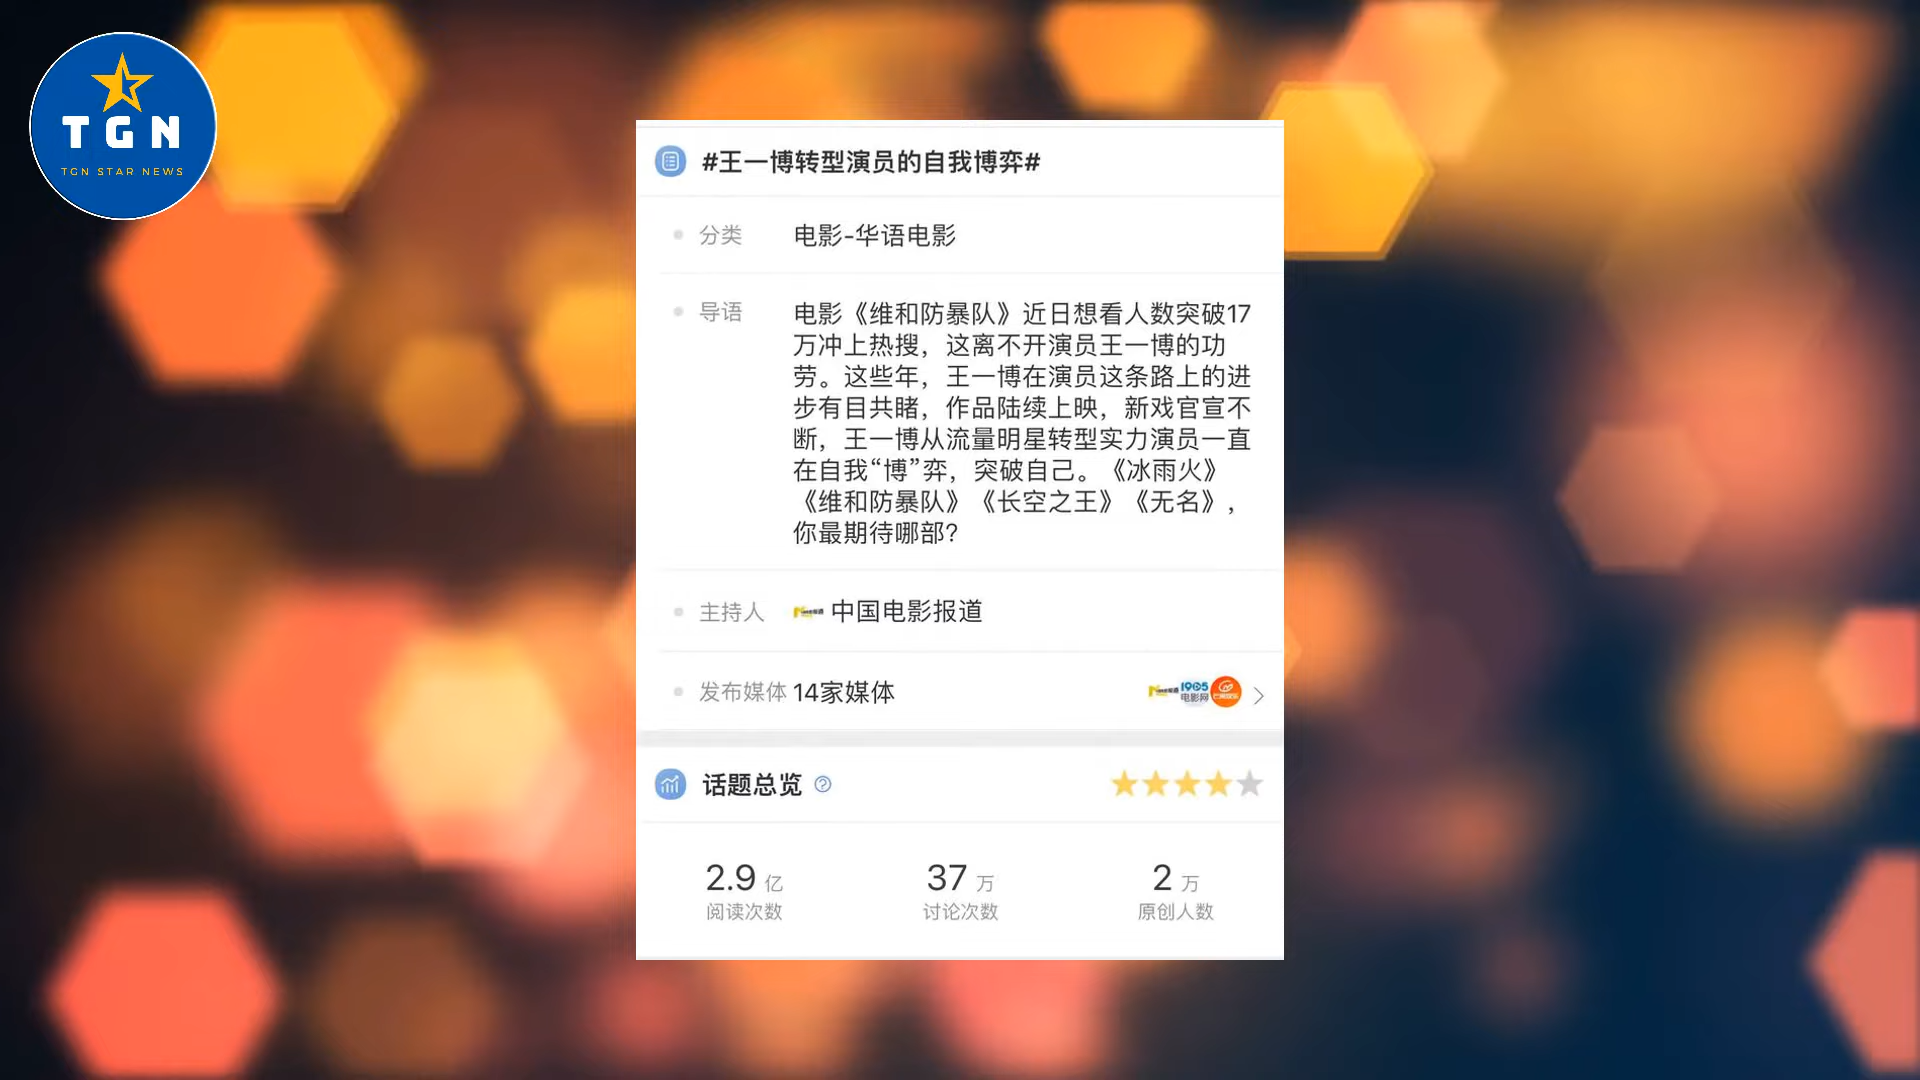 TGN
TGN STAR NEWS
#王一博转型演员的自我博弈#
分类 电影-华语电影
导语 电影《维和防暴队》近日想看人数突破17
万冲上热搜，这离不开演员王一博的功
劳。这些年，王一博在演员这条路上的进
步有目共睹，作品陆续上映，新戏官宣不
断，王一博从流量明星转型实力演员一直
在自我“博”弈，突破自己。《冰雨火》
《维和防暴队》《长空之王》《无名》，
你最期待哪部？
主持人 中国电影报道
发布媒体 14家媒体
1905
电影网
话题总览
2.9 亿 37 万 2 万
阅读次数 讨论次数 原创人数